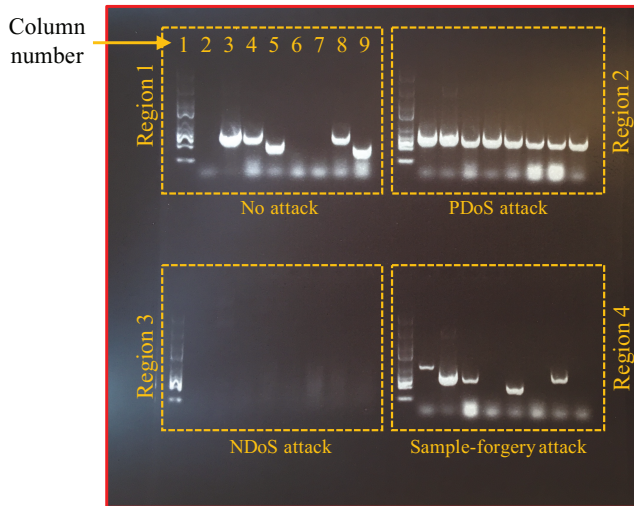 Column
number
1 2 3 4 5 6 7 8 9
Region 1
Region 2
No attack
PDoS attack
Region 3
Region 4
NDoS attack
Sample-forgery attack